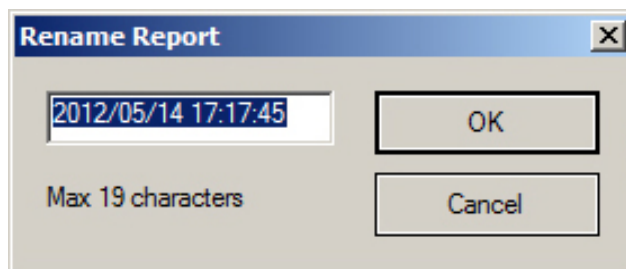 Rename Report
2012/05/14 17:17:45
OK
Max 19 characters
Cancel